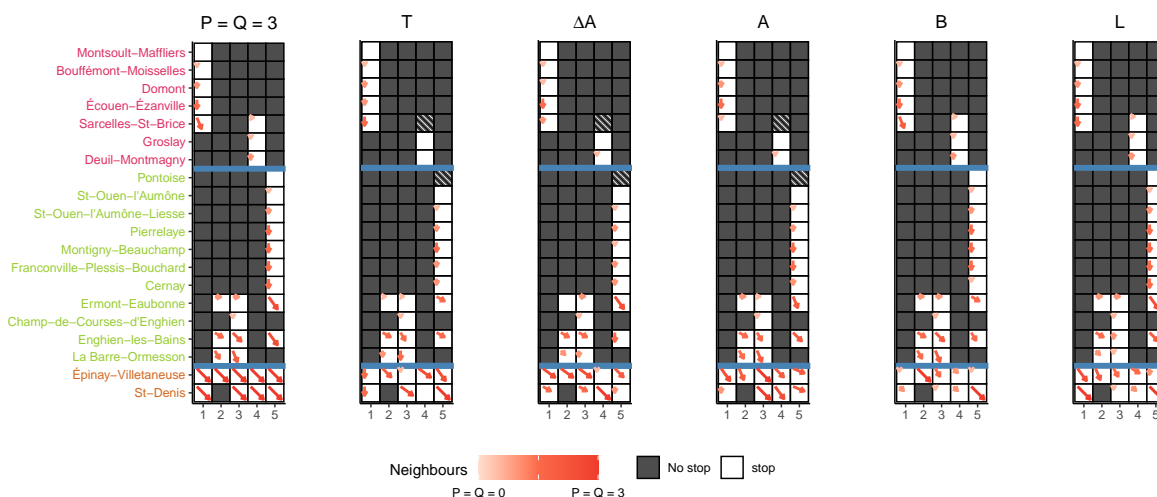 P = Q = 3 T ΔA A B L
Montsoult−Maffliers
Bouffémont−Moisselles
Domont
Écouen−Ézanville
Sarcelles−St−Brice
Groslay
Deuil−Montmagny
Pontoise
St−Ouen−l'Aumône
St−Ouen−l'Aumône−Liesse
Pierrelaye
Montigny−Beauchamp
Franconville−Plessis−Bouchard
Cernay
Ermont−Eaubonne
Champ−de−Courses−d'Enghien
Enghien−les−Bains
La Barre−Ormesson
Épinay−Villetaneuse
St−Denis
1 2 3 4 5 1 2 3 4 5 1 2 3 4 5 1 2 3 4 5 1 2 3 4 5 1 2 3 4 5
Neighbours No stop stop
P = Q = 0 P = Q = 3